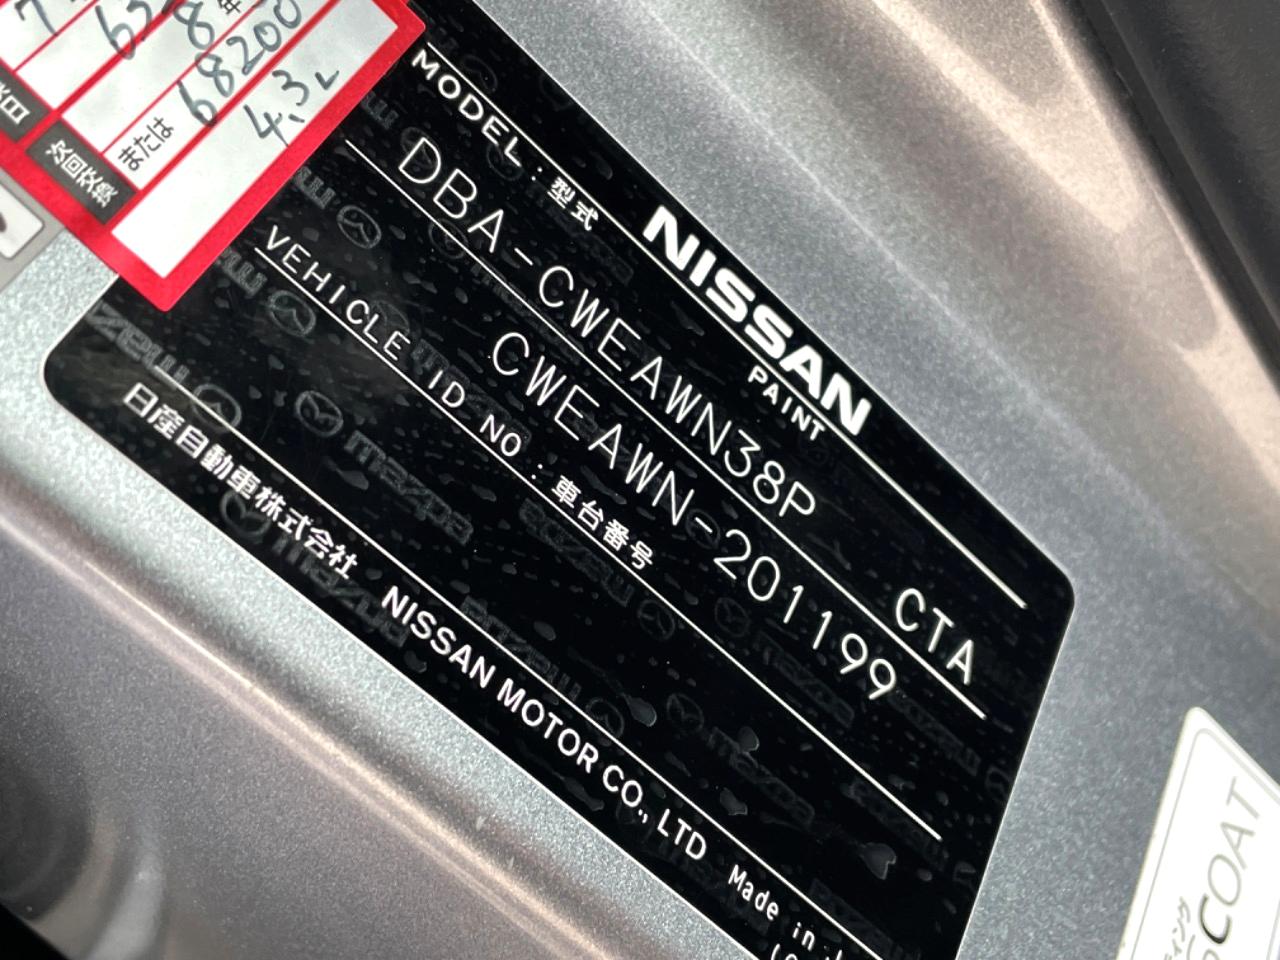 NISSAN
PAINT
MODEL : 型式
DBA-CWEAWN38P CTA
CWEAWN-201199
VEHICLE ID NO : 車台番号
日産自動車株式会社 NISSAN MOTOR CO., LTD Made in
次回交換
または
68200
4.3L
mazda
COAT